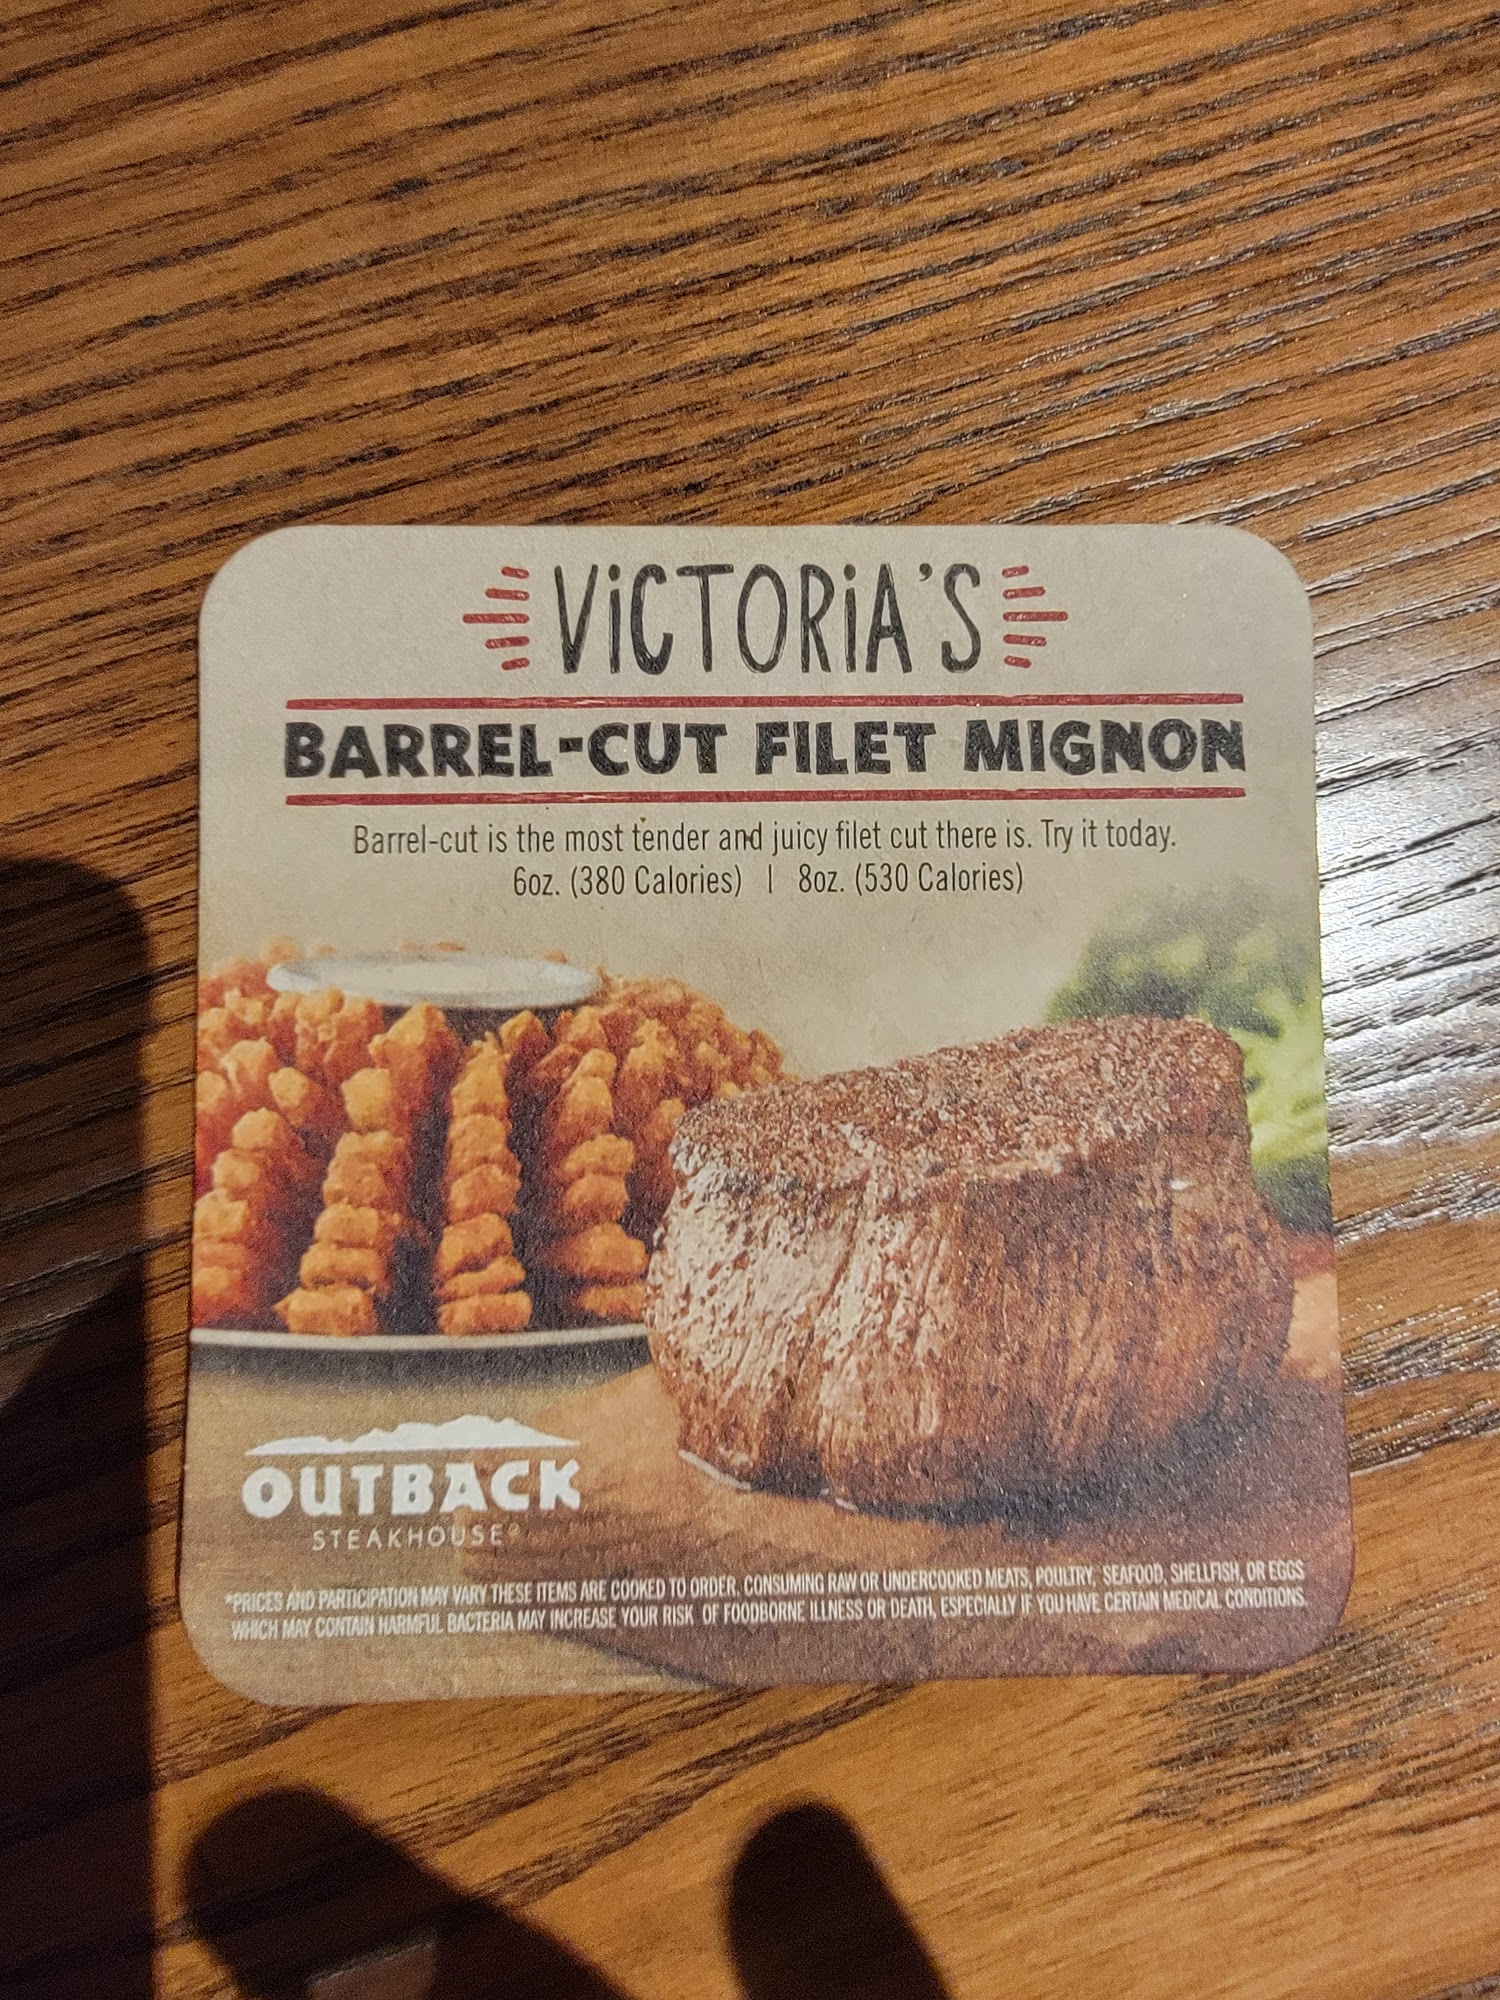 ViCTORiA'S
BARREL-CUT FILET MIGNON
Barrel-cut is the most tender and juicy filet cut there is. Try it today.
6oz. (380 Calories) | 8oz. (530 Calories)
OUTBACK
STEAKHOUSE®
*PRICES AND PARTICIPATION MAY VARY THESE ITEMS ARE COOKED TO ORDER. CONSUMING RAW OR UNDERCOOKED MEATS, POULTRY, SEAFOOD, SHELLFISH, OR EGGS
WHICH MAY CONTAIN HARMFUL BACTERIA MAY INCREASE YOUR RISK OF FOODBORNE ILLNESS OR DEATH, ESPECIALLY IF YOU HAVE CERTAIN MEDICAL CONDITIONS.